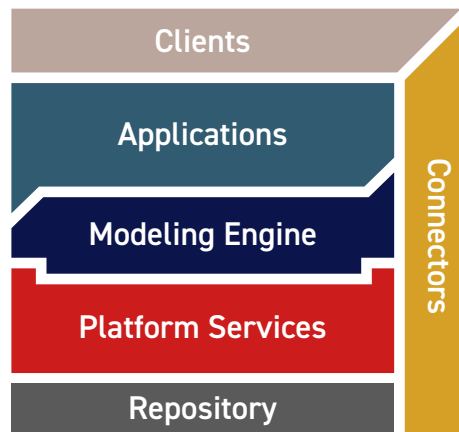 Clients
Applications
Modeling Engine
Platform Services
Repository
Connectors